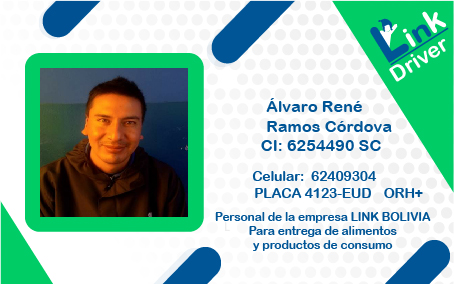 Link
Driver
Álvaro René
Ramos Córdova
CI: 6254490 SC
Celular: 62409304
PLACA 4123-EUD ORH+
Personal de la empresa LINK BOLIVIA
Para entrega de alimentos
y productos de consumo